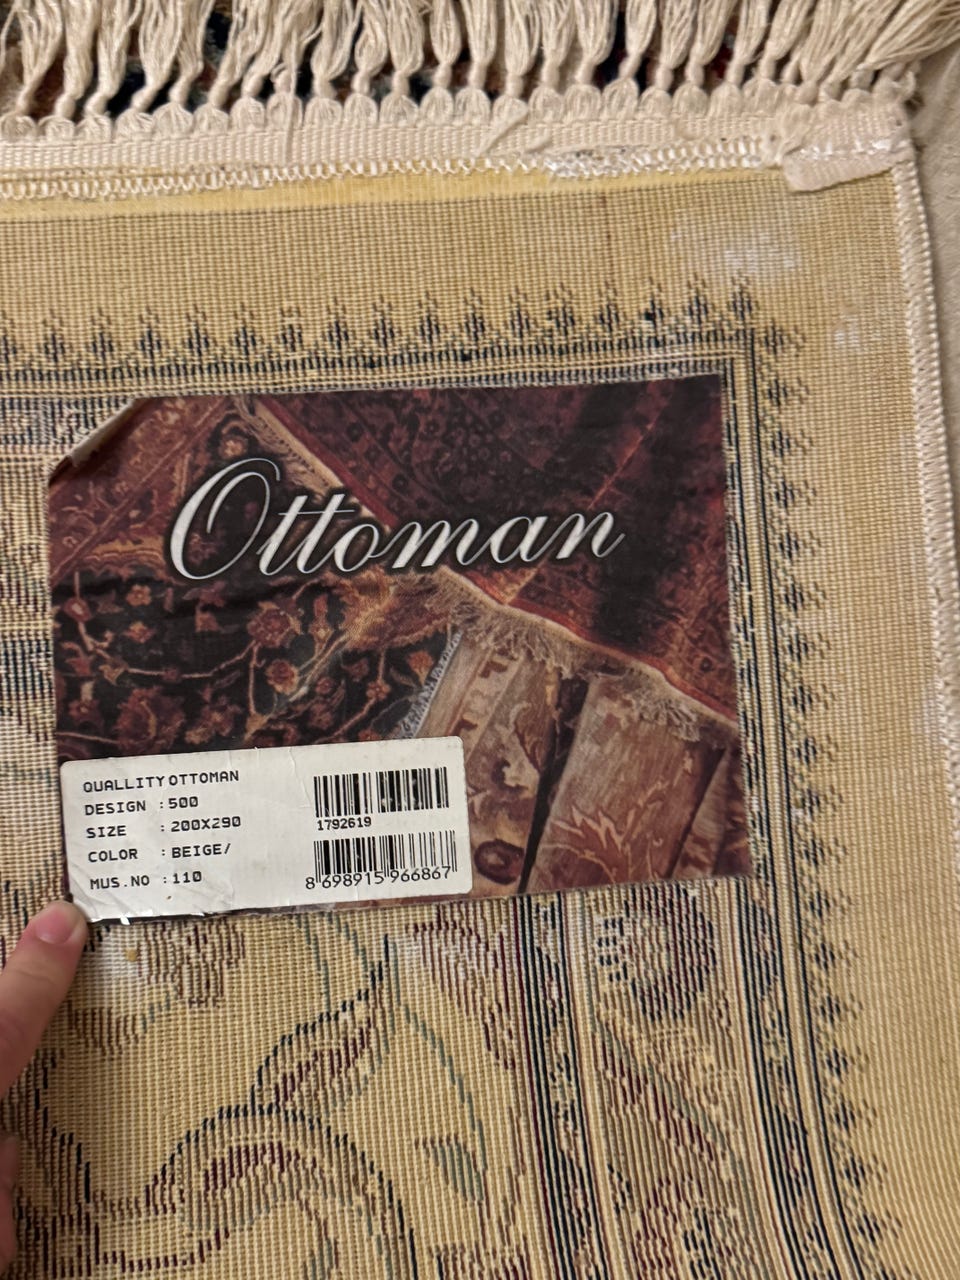 Ottoman
QUALLITY OTTOMAN
DESIGN : 500
SIZE : 200X290
COLOR : BEIGE/
MUS.NO : 110
1792619
8 698915 966867